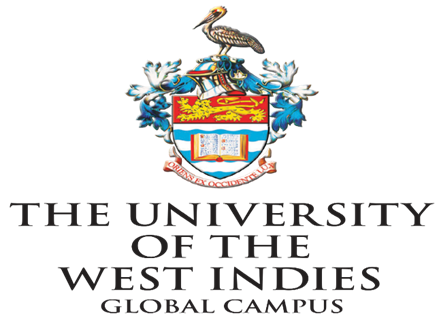 ORIENS EX OCCIDENTE LUX
THE UNIVERSITY
OF THE
WEST INDIES
GLOBAL CAMPUS